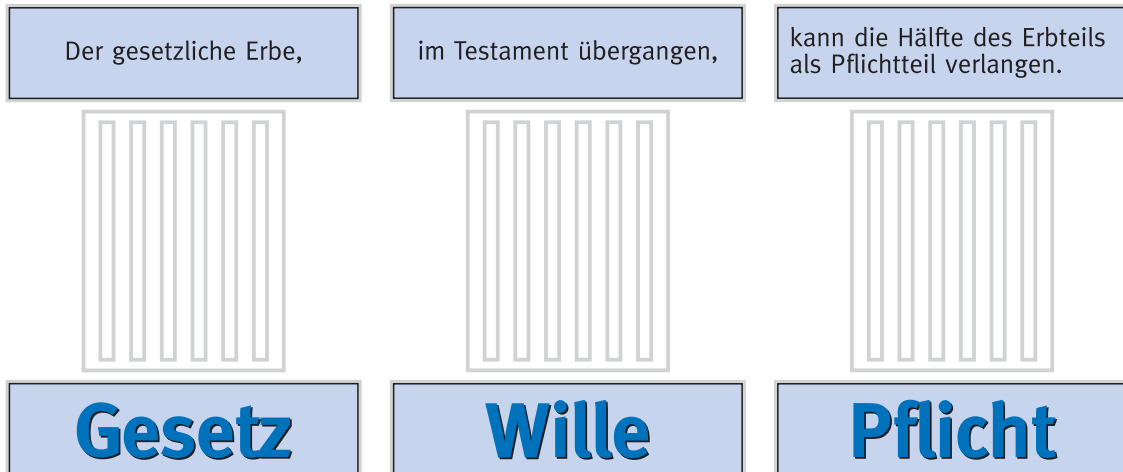 Der gesetzliche Erbe,
im Testament übergangen,
kann die Hälfte des Erbteils
als Pflichtteil verlangen.
Gesetz
Wille
Pflicht